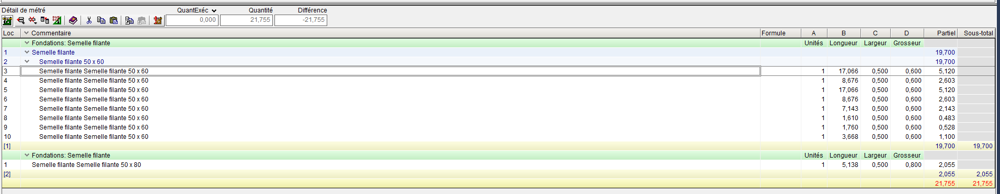 Détail de métré QuantExéc Quantité Différence
0,000 21,755 -21,755
Loc Commentaire Formule A B C D Partiel Sous-total
Fondations: Semelle filante Unités Longueur Largeur Grosseur
1 Semelle filante 19,700
2 Semelle filante 50 x 60 19,700
3 Semelle filante Semelle filante 50 x 60 1 17,066 0,500 0,600 5,120
4 Semelle filante Semelle filante 50 x 60 1 8,676 0,500 0,600 2,603
5 Semelle filante Semelle filante 50 x 60 1 17,066 0,500 0,600 5,120
6 Semelle filante Semelle filante 50 x 60 1 8,676 0,500 0,600 2,603
7 Semelle filante Semelle filante 50 x 60 1 7,143 0,500 0,600 2,143
8 Semelle filante Semelle filante 50 x 60 1 1,610 0,500 0,600 0,483
9 Semelle filante Semelle filante 50 x 60 1 1,760 0,500 0,600 0,528
10 Semelle filante Semelle filante 50 x 60 1 3,668 0,500 0,600 1,100
[1] 19,700 19,700
Fondations: Semelle filante Unités Longueur Largeur Grosseur
1 Semelle filante Semelle filante 50 x 80 1 5,138 0,500 0,800 2,055
[2] 2,055 2,055
21,755 21,755